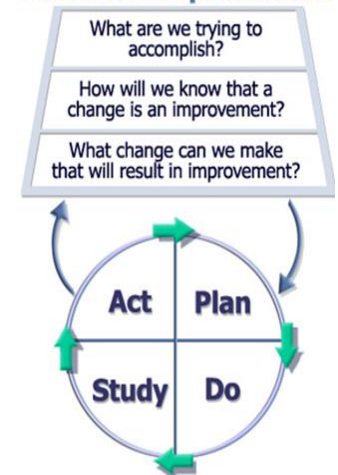 What are we trying to
accomplish?
How will we know that a
change is an improvement?
What change can we make
that will result in improvement?
Act
Plan
Study
Do